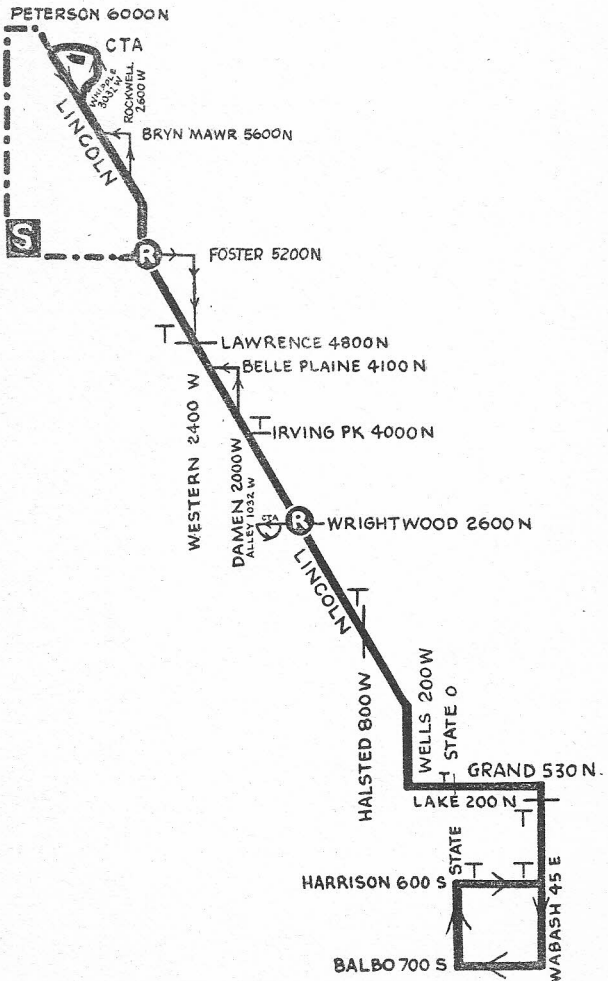 PETERSON 6000N
CTA
WHIPPLE
3032 W
ROCKWELL
2600 W
LINCOLN
BRYN MAWR 5600N
S
R
FOSTER 5200N
T
LAWRENCE 4800N
BELLE PLAINE 4100 N
WESTERN 2400 W
T
IRVING PK 4000N
DAMEN 2000W
ALLEY 1032 W
CTA
R
WRIGHTWOOD 2600N
LINCOLN
T
HALSTED 800W
WELLS 200W
STATE 0
T
GRAND 530 N.
LAKE 200 N
T
STATE
T
T
HARRISON 600 S
WABASH 45 E
BALBO 700 S